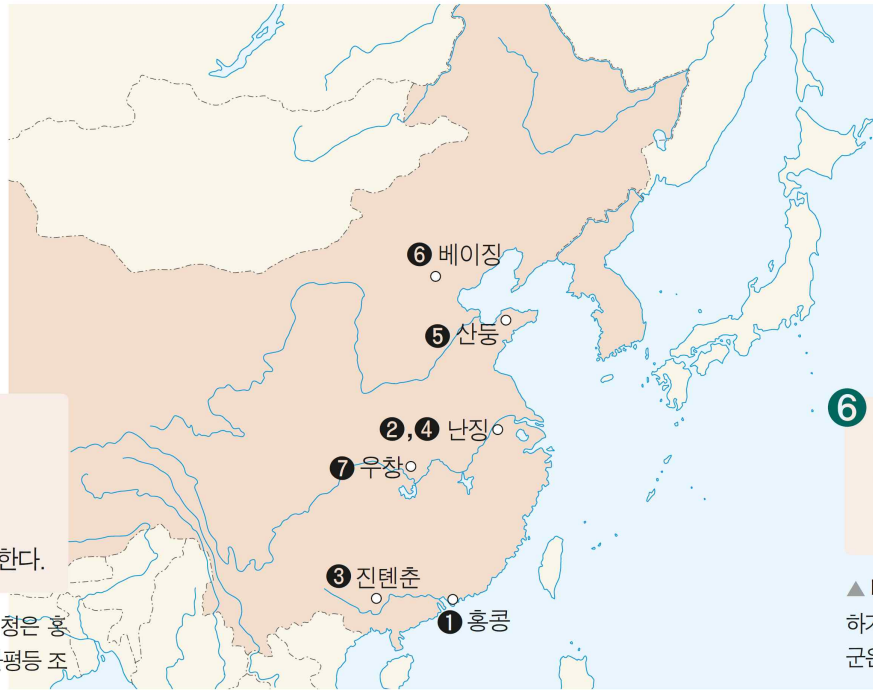 ❻ 베이징
❺ 산둥
❷,❹ 난징
❼ 우창
❸ 진톈춘
❶ 홍콩
한다.
청은 홍
평등 조
❻
▲
하기
군은